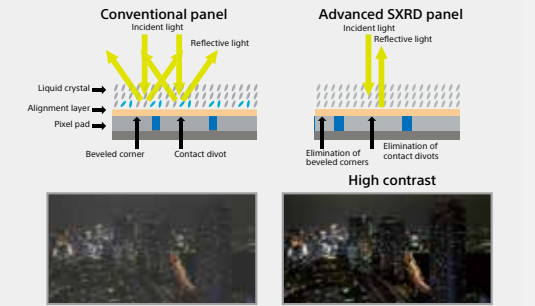 Conventional panel
Incident light
Reflective light
Liquid crystal
Alignment layer
Pixel pad
Beveled corner
Contact divot
Advanced SXRD panel
Incident light
Reflective light
Elimination of
beveled corners
Elimination of
contact divots
High contrast